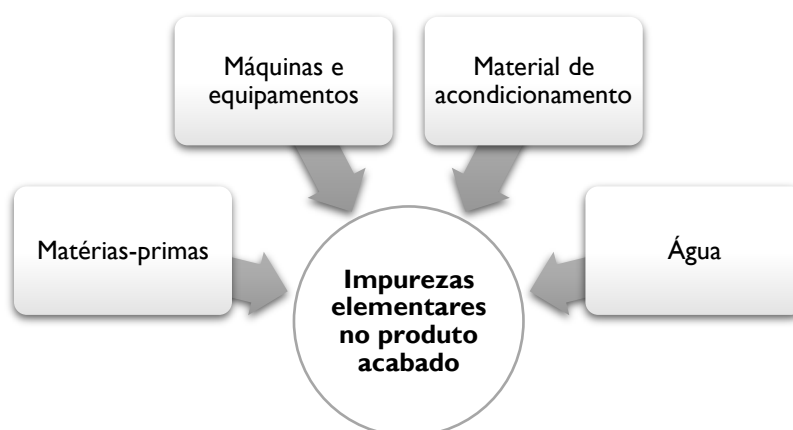 Máquinas e
equipamentos
Material de
acondicionamento
Matérias-primas
Água
Impurezas
elementares
no produto
acabado